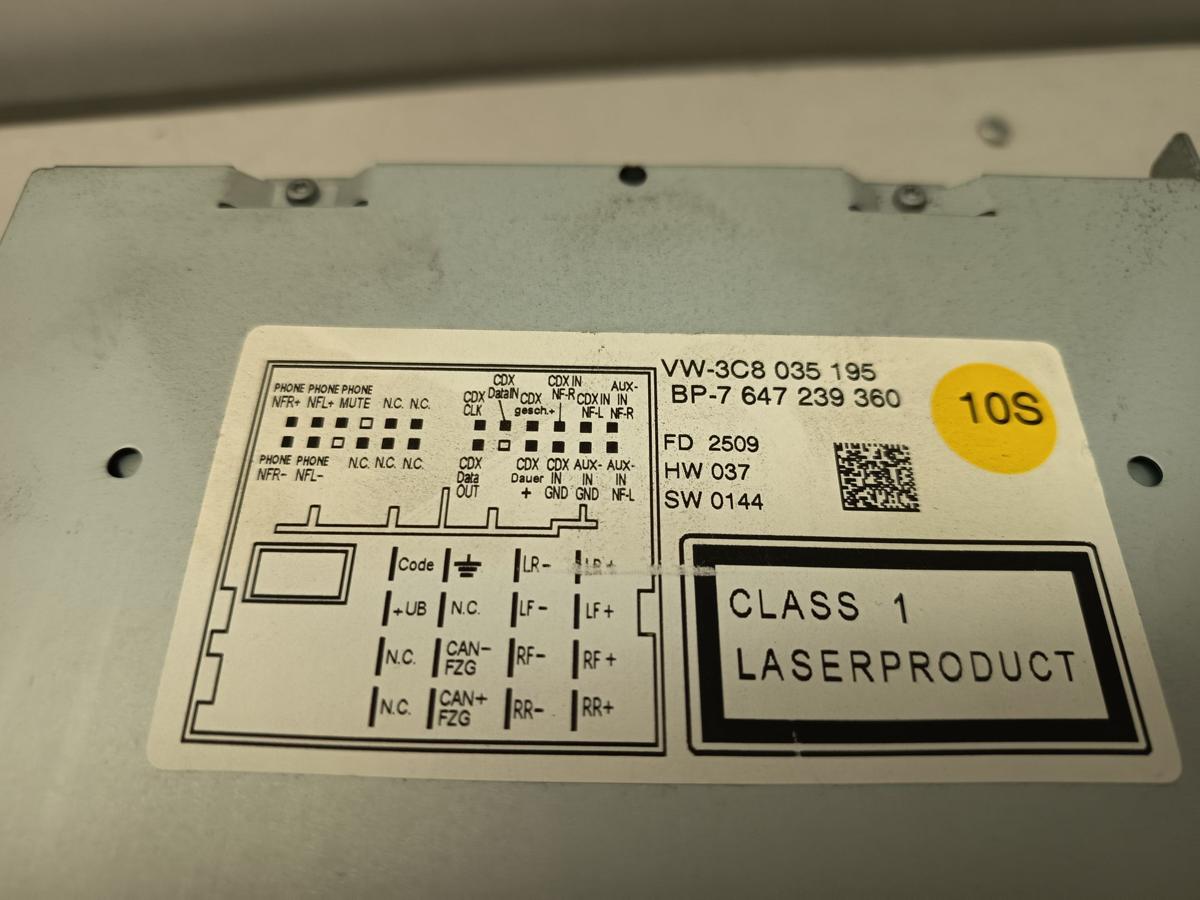 VW-3C8 035 195
BP-7 647 239 360
10S
FD 2509
HW 037
SW 0144
PHONE PHONE PHONE
NFR+ NFL+ MUTE N.C. N.C.
CDX
CLK
CDX
DataIN
CDX
gesch.+
CDX IN
NF-R
CDX IN
NF-L
AUX-
IN
NF-R
PHONE PHONE
NFR- NFL-
N.C. N.C. N.C.
CDX
Data
OUT
CDX
Dauer
+
CDX
IN
GND
AUX-
IN
GND
AUX-
IN
NF-L
Code LR- LR+
+UB N.C. LF- LF+
N.C. CAN-
FZG RF- RF+
N.C. CAN+
FZG RR- RR+
CLASS 1
LASERPRODUCT